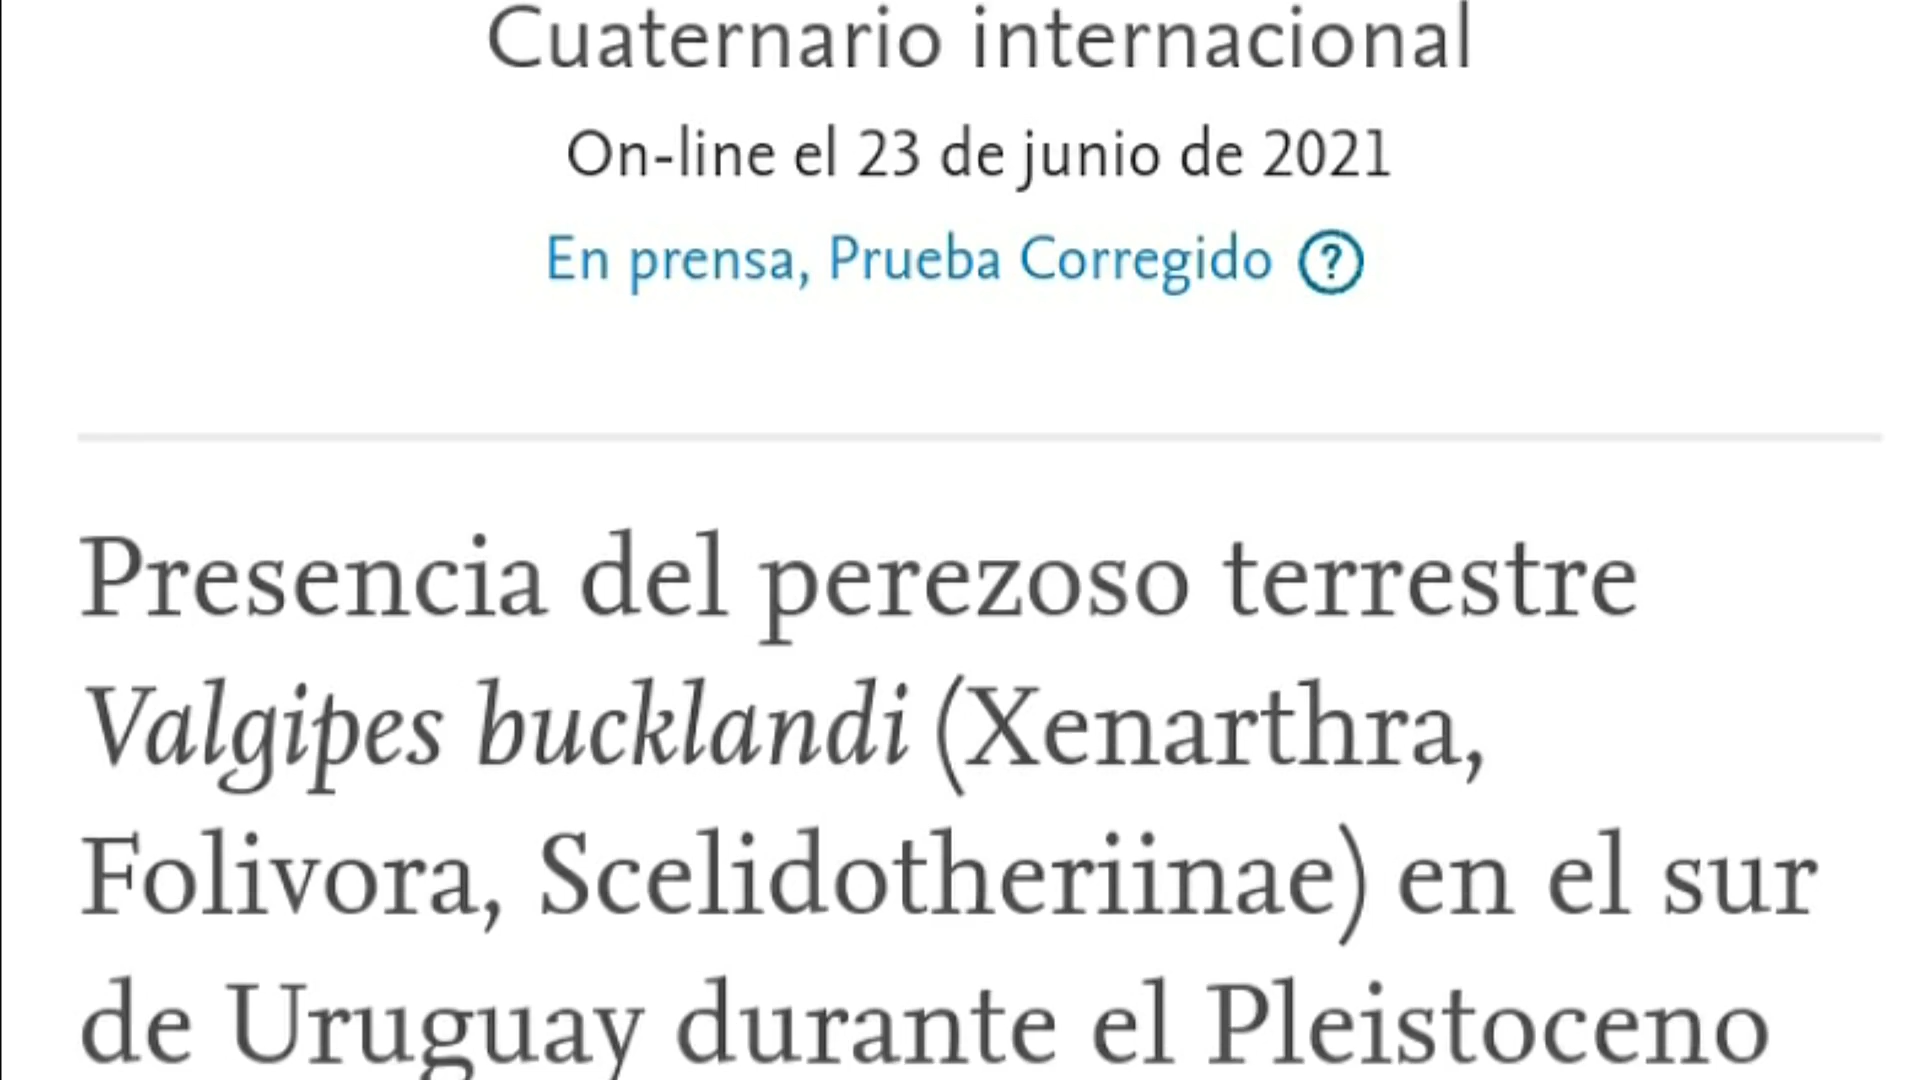 Cuaternario internacional
On-line el 23 de junio de 2021
En prensa, Prueba Corregido ?
Presencia del perezoso terrestre
Valgipes bucklandi (Xenarthra,
Folivora, Scelidotheriinae) en el sur
de Uruguay durante el Pleistoceno